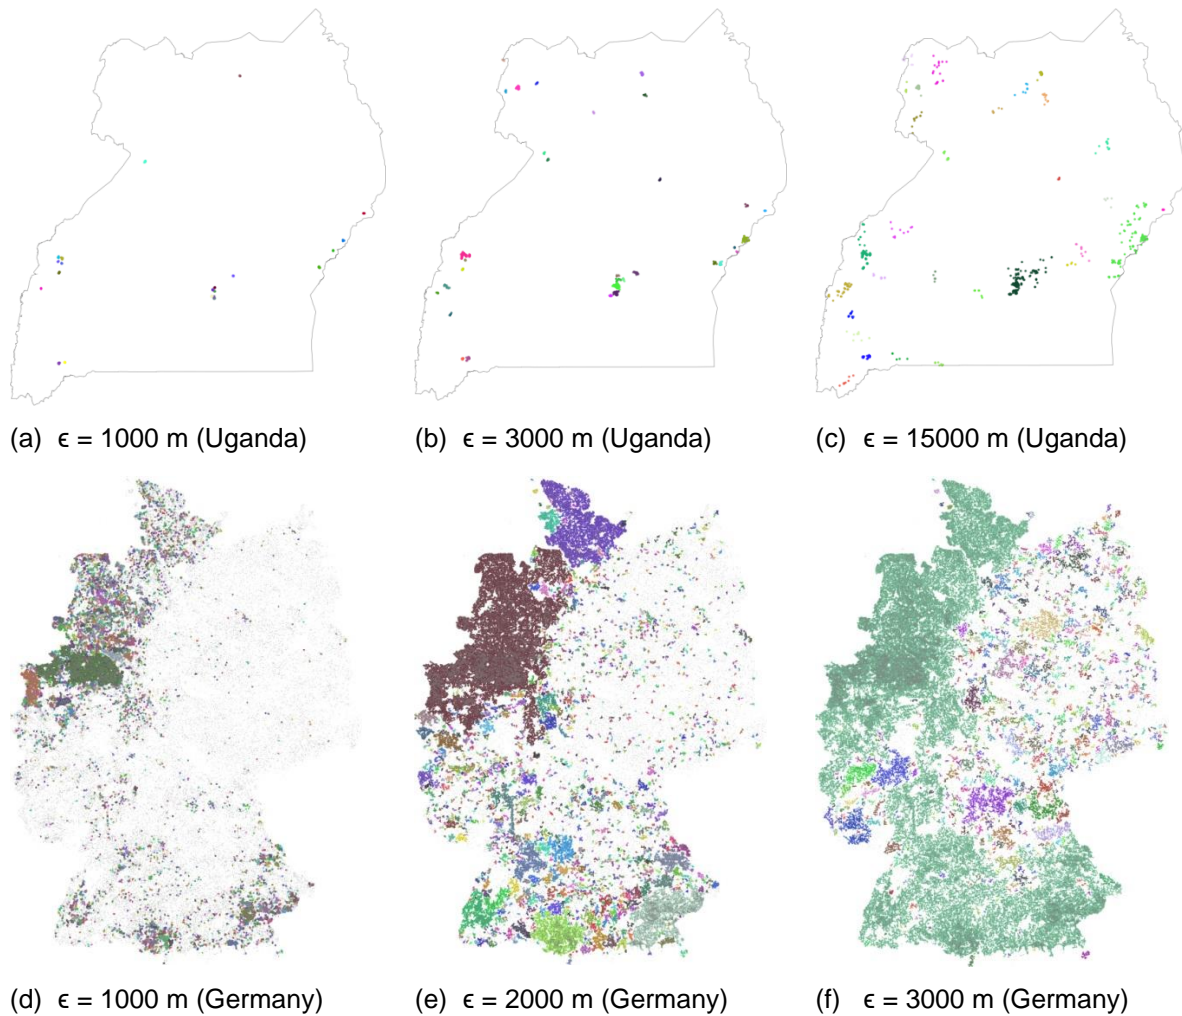 (a) ϵ = 1000 m (Uganda)
(b) ϵ = 3000 m (Uganda)
(c) ϵ = 15000 m (Uganda)
(d) ϵ = 1000 m (Germany)
(e) ϵ = 2000 m (Germany)
(f) ϵ = 3000 m (Germany)